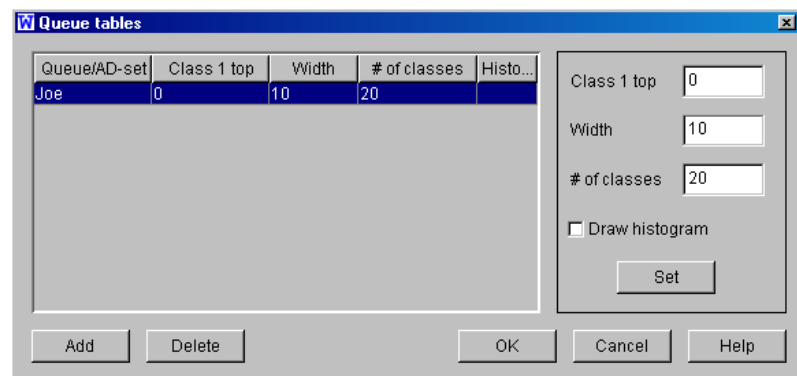 W Queue tables
Queue/AD-set Class 1 top Width # of classes Histo...
Joe 0 10 20
Class 1 top 0
Width 10
# of classes 20
Draw histogram
Set
Add Delete OK Cancel Help